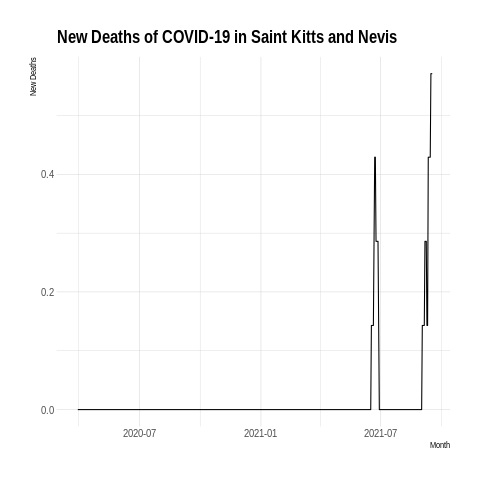 New Deaths of COVID-19 in Saint Kitts and Nevis
New Deaths
0.4
0.2
0.0
2020-07
2021-01
2021-07
Month